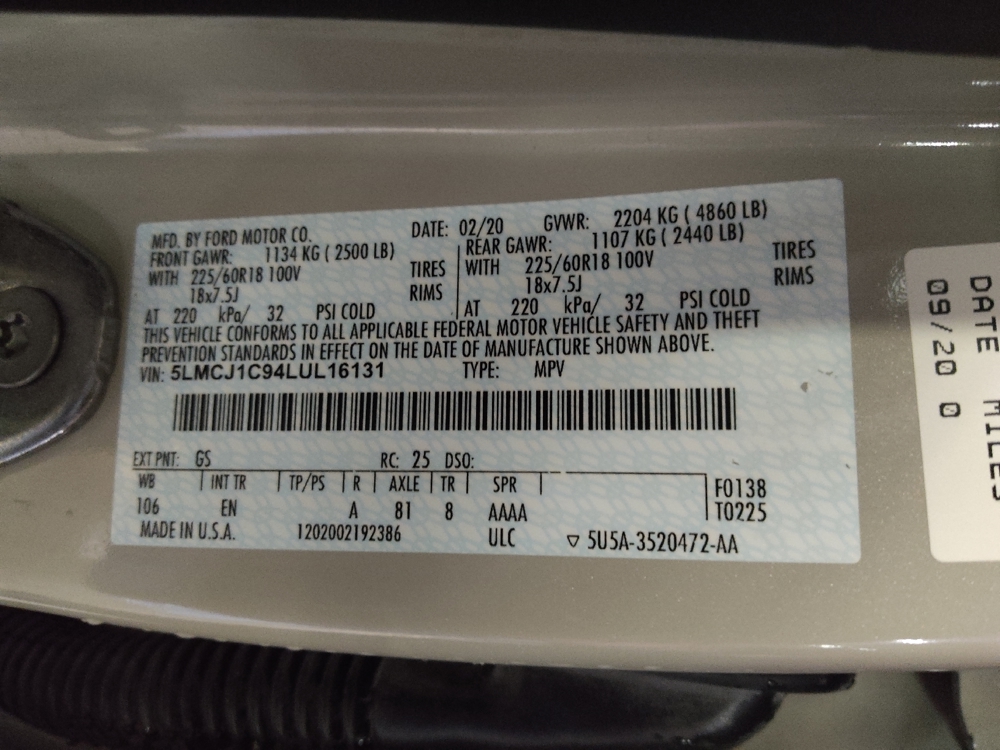 MFD. BY FORD MOTOR CO. DATE: 02/20 GVWR: 2204 KG ( 4860 LB)
FRONT GAWR: 1134 KG ( 2500 LB) REAR GAWR: 1107 KG ( 2440 LB)
WITH 225/60R18 100V TIRES WITH 225/60R18 100V TIRES
18x7.5J RIMS 18x7.5J RIMS
AT 220 kPa/ 32 PSI COLD AT 220 kPa/ 32 PSI COLD
THIS VEHICLE CONFORMS TO ALL APPLICABLE FEDERAL MOTOR VEHICLE SAFETY AND THEFT
PREVENTION STANDARDS IN EFFECT ON THE DATE OF MANUFACTURE SHOWN ABOVE.
VIN: 5LMCJ1C94LUL16131 TYPE: MPV
EXT PNT: GS RC: 25 DSO:
WB INT TR TP/PS R AXLE TR SPR F0138
106 EN A 81 8 AAAA T0225
MADE IN U.S.A. 1202002192386 ULC ▽ 5U5A-3520472-AA
DATE MILES
09/20 0